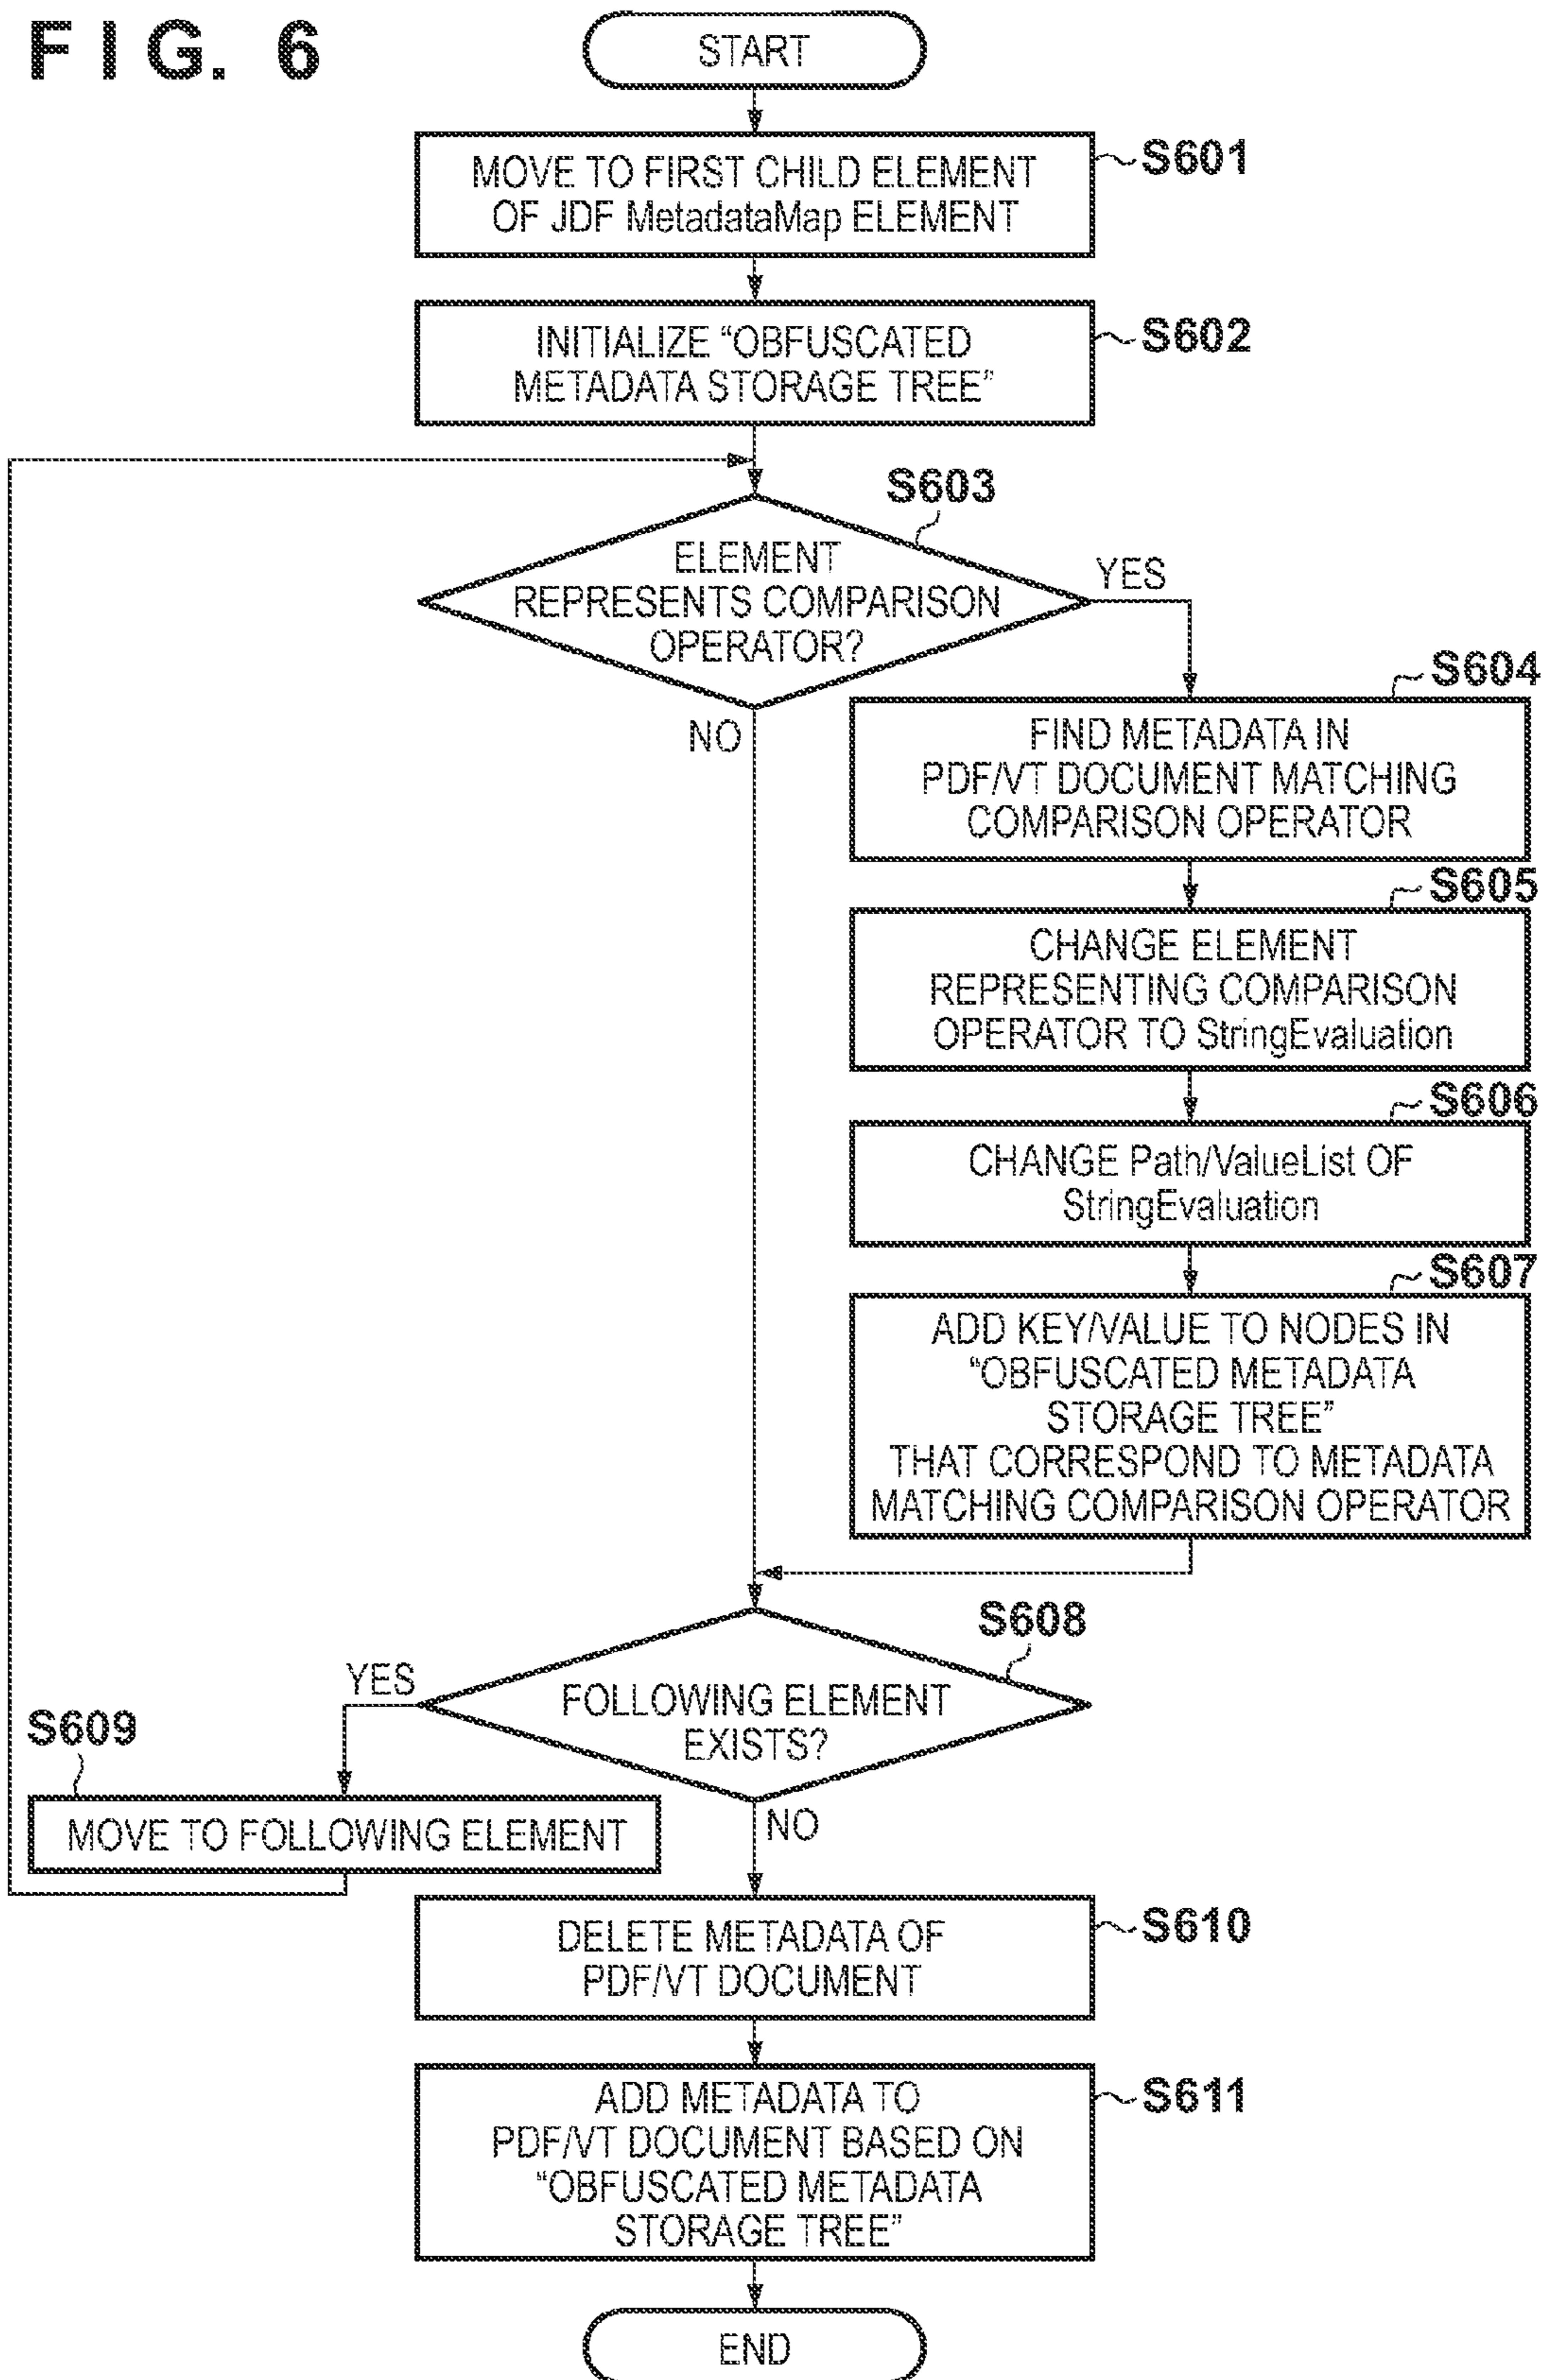 FIG. 6
START
MOVE TO FIRST CHILD ELEMENT
OF JDF MetadataMap ELEMENT
S601
INITIALIZE “OBFUSCATED
METADATA STORAGE TREE”
S602
S603
ELEMENT
REPRESENTS COMPARISON
OPERATOR?
YES
NO
S604
FIND METADATA IN
PDF/VT DOCUMENT MATCHING
COMPARISON OPERATOR
S605
CHANGE ELEMENT
REPRESENTING COMPARISON
OPERATOR TO StringEvaluation
S606
CHANGE Path/ValueList OF
StringEvaluation
S607
ADD KEY/VALUE TO NODES IN
“OBFUSCATED METADATA
STORAGE TREE”
THAT CORRESPOND TO METADATA
MATCHING COMPARISON OPERATOR
S608
FOLLOWING ELEMENT
EXISTS?
YES
S609
MOVE TO FOLLOWING ELEMENT
NO
DELETE METADATA OF
PDF/VT DOCUMENT
S610
ADD METADATA TO
PDF/VT DOCUMENT BASED ON
“OBFUSCATED METADATA
STORAGE TREE”
S611
END